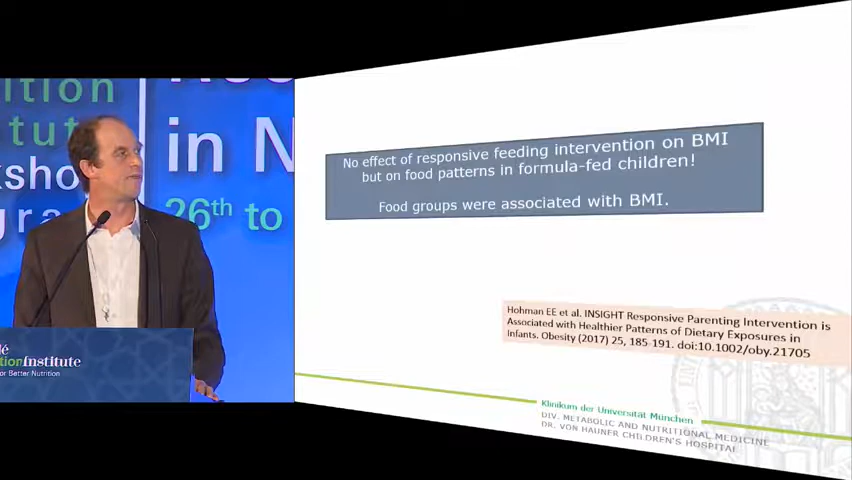 ition
in N
26th to
tionInstitute
for Better Nutrition
No effect of responsive feeding intervention on BMI
but on food patterns in formula-fed children!
Food groups were associated with BMI.
Hohman EE et al. INSIGHT Responsive Parenting Intervention is
Associated with Healthier Patterns of Dietary Exposures in
Infants. Obesity (2017) 25, 185-191. doi:10.1002/oby.21705
Klinikum der Universität München
DIV. METABOLIC AND NUTRITIONAL MEDICINE
DR. VON HAUNER CHILDREN'S HOSPITAL